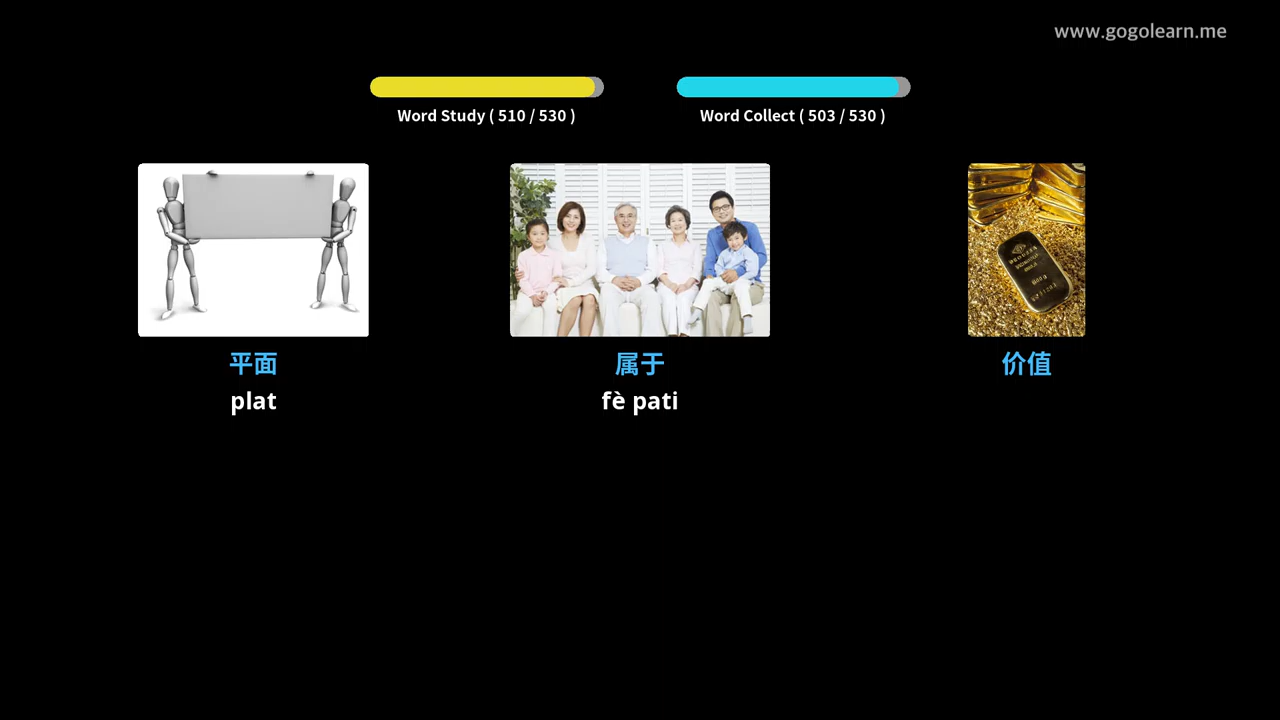 www.gogolearn.me
Word Study ( 510 / 530 )
Word Collect ( 503 / 530 )
平面
属于
价值
plat
fè pati